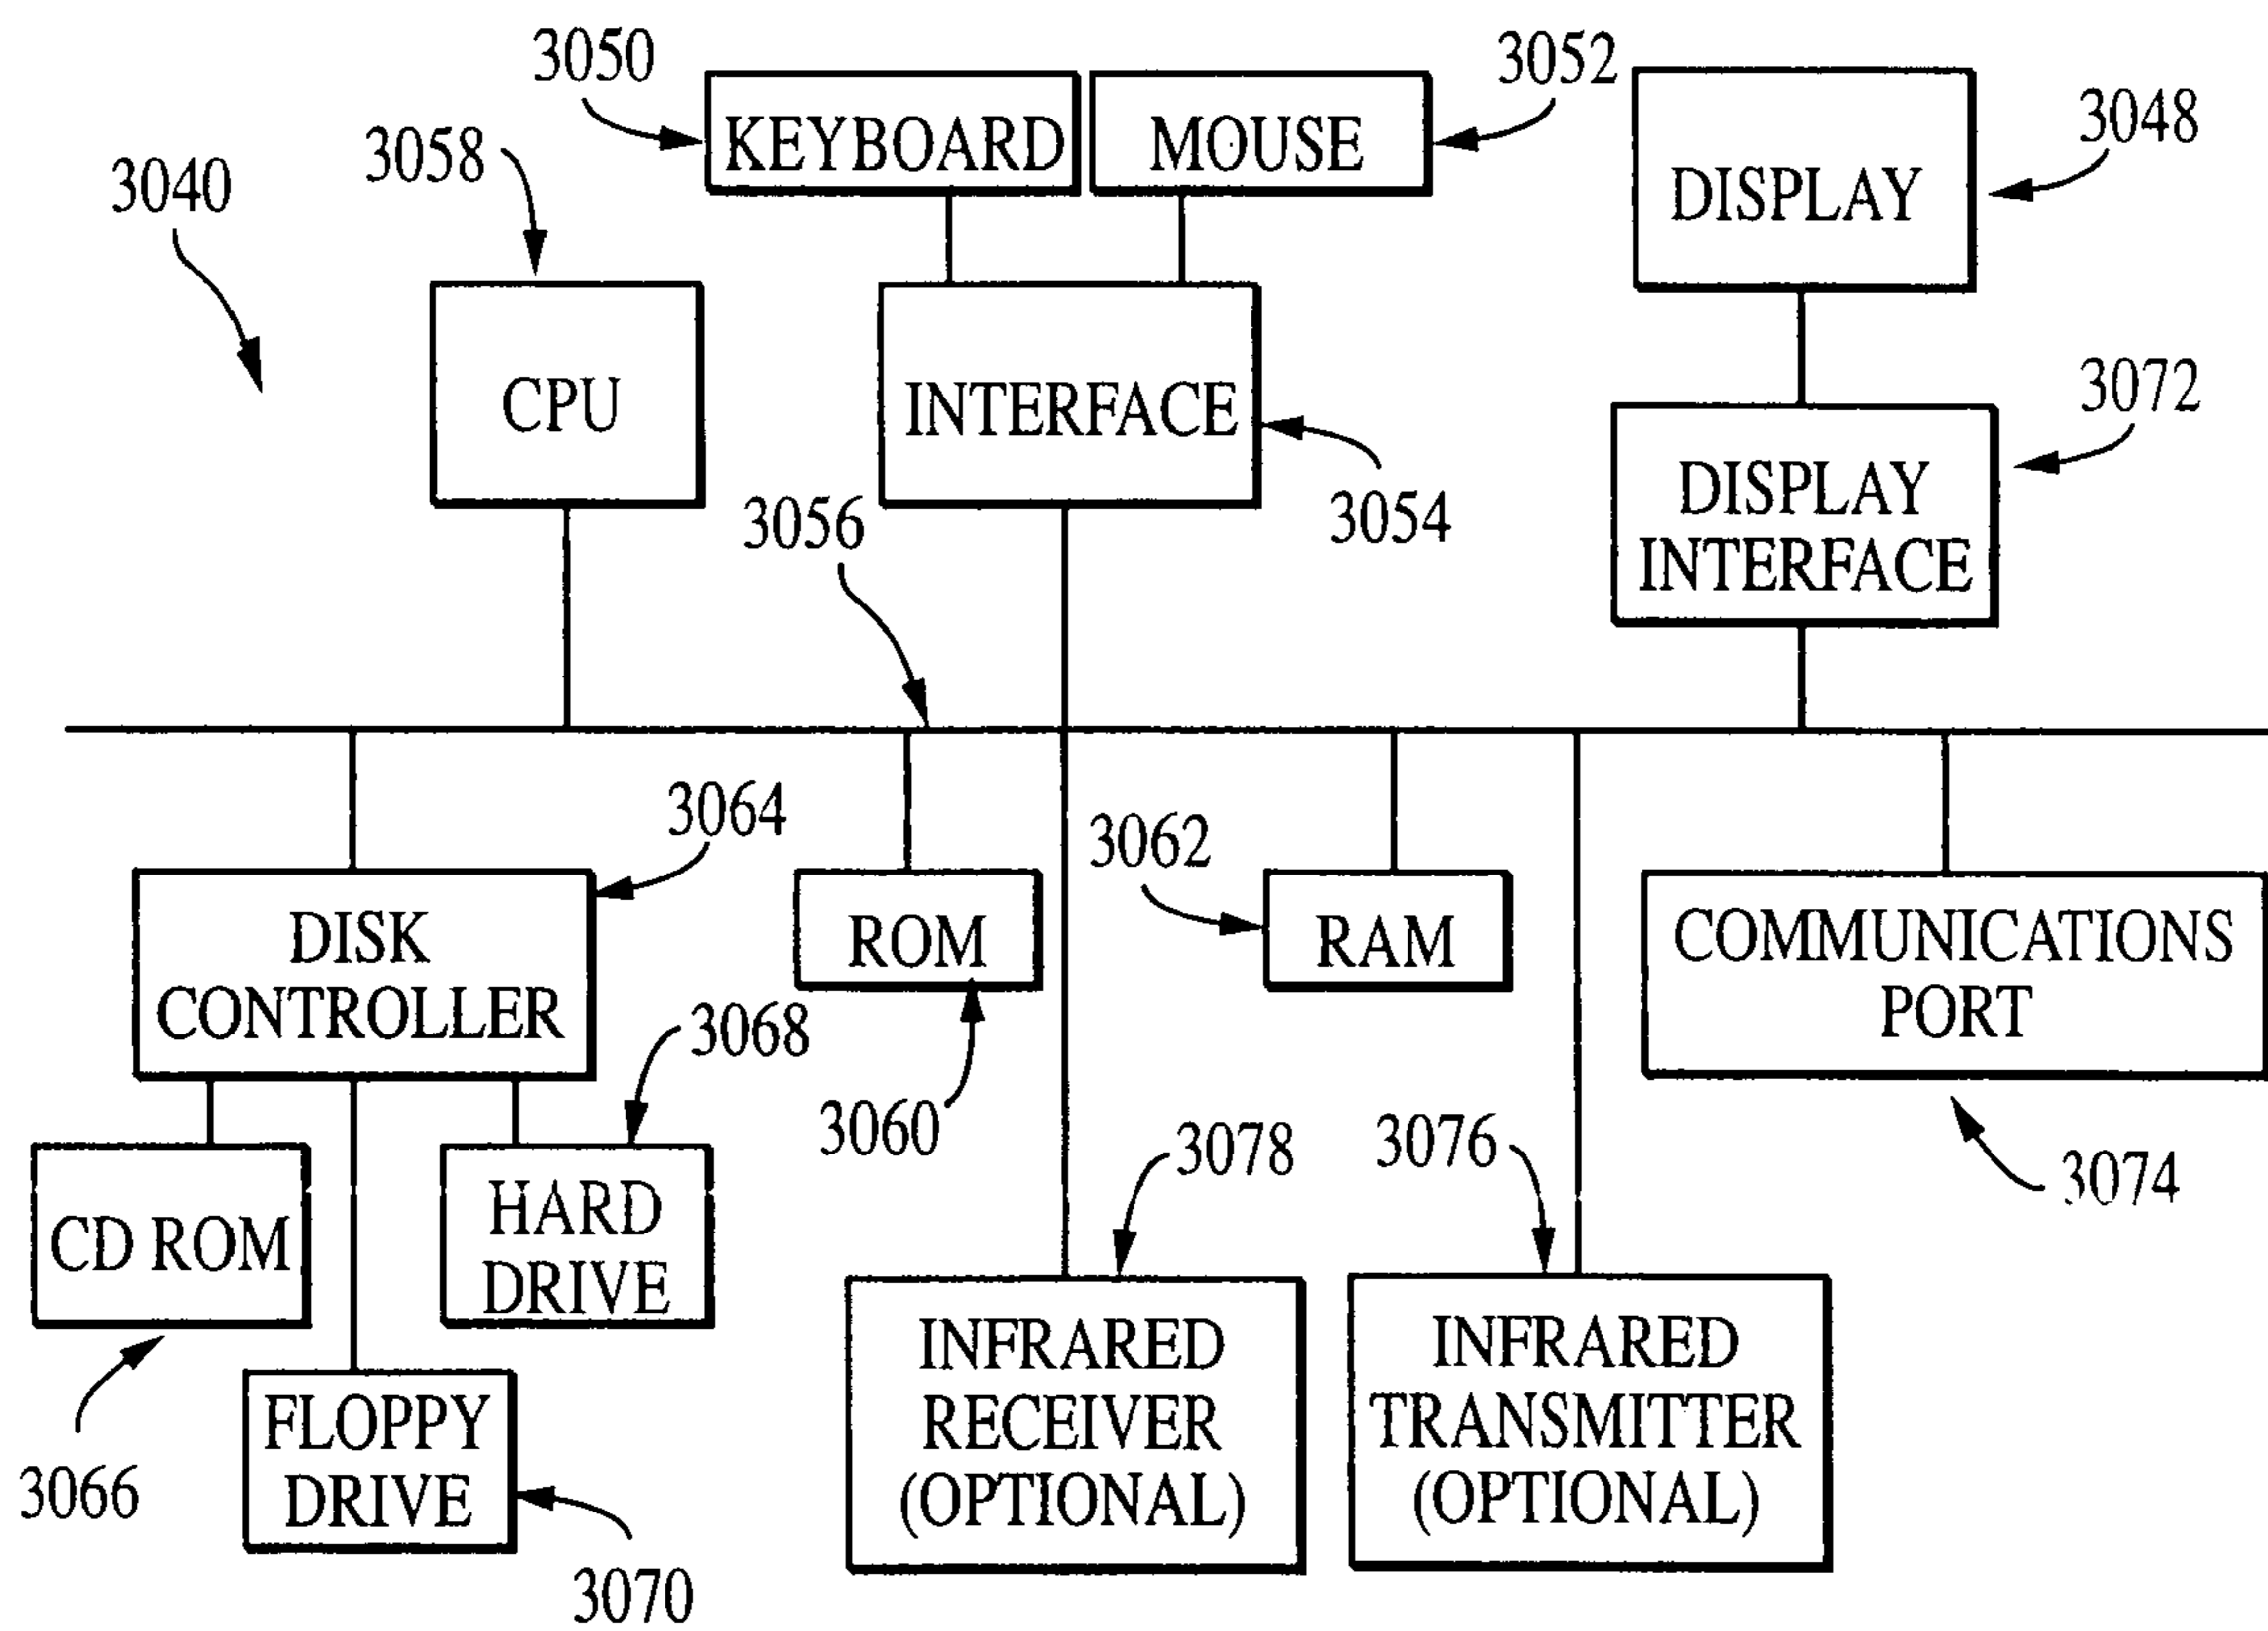 3050
3052
KEYBOARD
MOUSE
3048
3058
3040
DISPLAY
CPU
INTERFACE
3072
DISPLAY
INTERFACE
3056
3054
3064
3062
DISK
CONTROLLER
ROM
RAM
COMMUNICATIONS
PORT
3068
3060
3078
3076
3074
CD ROM
HARD
DRIVE
INFRARED
RECEIVER
(OPTIONAL)
INFRARED
TRANSMITTER
(OPTIONAL)
FLOPPY
DRIVE
3066
3070